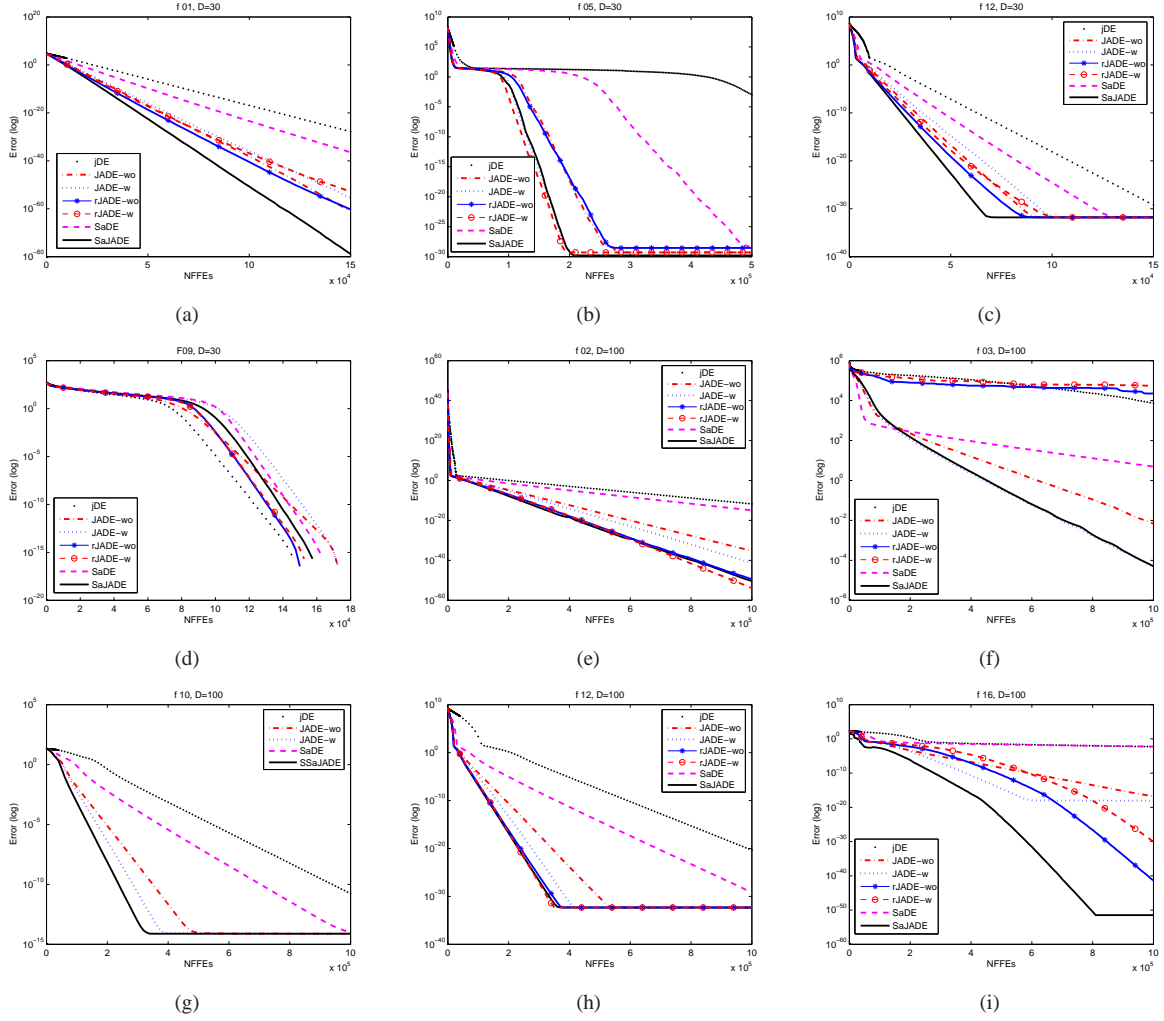 f 01, D=30
10^20
10^0
10^−20
10^−40
10^−60
10^−80
Error (log)
0
5
10
15
x 10^4
NFFEs
jDE
JADE−wo
JADE−w
rJADE−wo
rJADE−w
SaDE
SaJADE
(a)
f 05, D=30
10^10
10^5
10^0
10^−5
10^−10
10^−15
10^−20
10^−25
10^−30
Error (log)
0
1
2
3
4
5
x 10^5
NFFEs
jDE
JADE−wo
JADE−w
rJADE−wo
rJADE−w
SaDE
SaJADE
(b)
f 12, D=30
10^10
10^0
10^−10
10^−20
10^−30
10^−40
Error (log)
0
5
10
15
x 10^4
NFFEs
jDE
JADE−wo
JADE−w
rJADE−wo
rJADE−w
SaDE
SaJADE
(c)
F09, D=30
10^5
10^0
10^−5
10^−10
10^−15
10^−20
Error (log)
0
2
4
6
8
10
12
14
16
18
x 10^4
NFFEs
jDE
JADE−wo
JADE−w
rJADE−wo
rJADE−w
SaDE
SaJADE
(d)
f 02, D=100
10^60
10^40
10^20
10^0
10^−20
10^−40
10^−60
Error (log)
0
2
4
6
8
10
x 10^5
NFFEs
jDE
JADE−wo
JADE−w
rJADE−wo
rJADE−w
SaDE
SaJADE
(e)
f 03, D=100
10^6
10^4
10^2
10^0
10^−2
10^−4
10^−6
Error (log)
0
2
4
6
8
10
x 10^5
NFFEs
jDE
JADE−wo
JADE−w
rJADE−wo
rJADE−w
SaDE
SaJADE
(f)
f 10, D=100
10^5
10^0
10^−5
10^−10
10^−15
Error (log)
0
2
4
6
8
10
x 10^5
NFFEs
jDE
JADE−wo
JADE−w
SaDE
SSaJADE
(g)
f 12, D=100
10^10
10^0
10^−10
10^−20
10^−30
10^−40
Error (log)
0
2
4
6
8
10
x 10^5
NFFEs
jDE
JADE−wo
JADE−w
rJADE−wo
rJADE−w
SaDE
SaJADE
(h)
f 16, D=100
10^10
10^0
10^−10
10^−20
10^−30
10^−40
10^−50
10^−60
Error (log)
0
2
4
6
8
10
x 10^5
NFFEs
jDE
JADE−wo
JADE−w
rJADE−wo
rJADE−w
SaDE
SaJADE
(i)